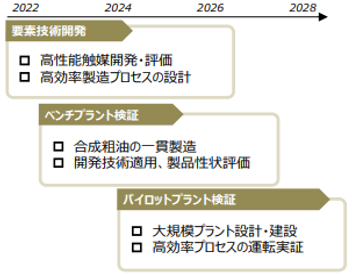 2022 2024 2026 2028
要素技術開発
□ 高性能触媒開発・評価
□ 高効率製造プロセスの設計
ベンチプラント検証
□ 合成粗油の一貫製造
□ 開発技術適用、製品性状評価
パイロットプラント検証
□ 大規模プラント設計・建設
□ 高効率プロセスの運転実証